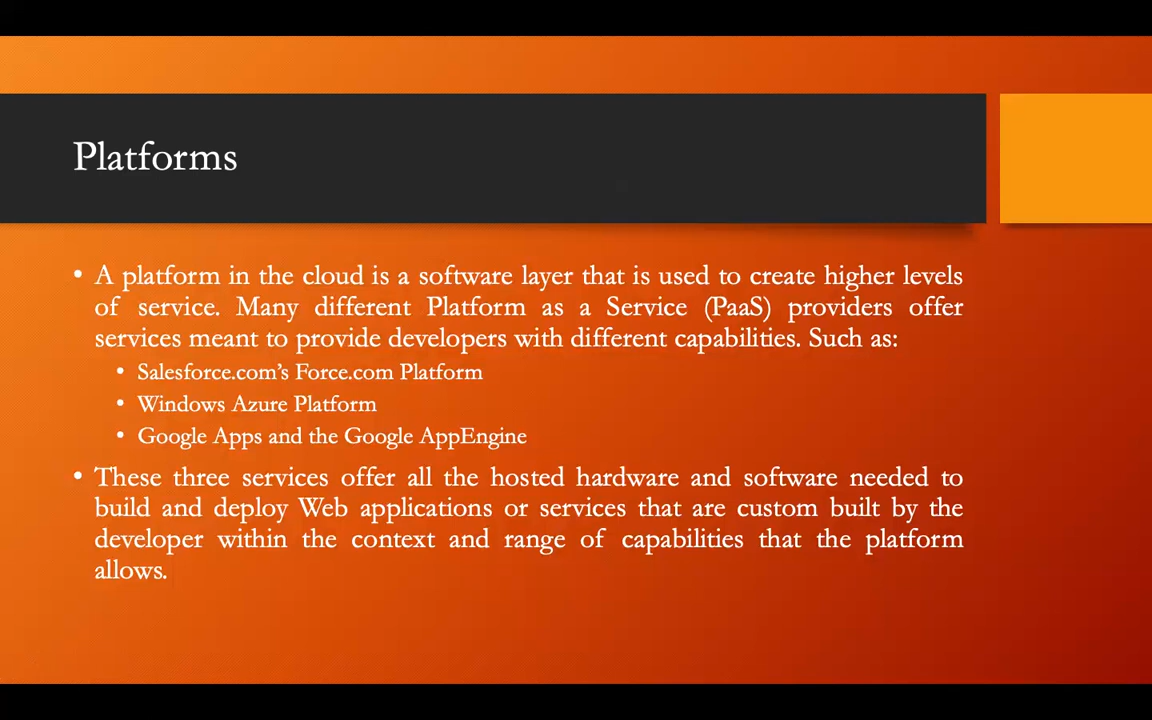 Platforms
• A platform in the cloud is a software layer that is used to create higher levels
of service. Many different Platform as a Service (PaaS) providers offer
services meant to provide developers with different capabilities. Such as:
• Salesforce.com’s Force.com Platform
• Windows Azure Platform
• Google Apps and the Google AppEngine
• These three services offer all the hosted hardware and software needed to
build and deploy Web applications or services that are custom built by the
developer within the context and range of capabilities that the platform
allows.